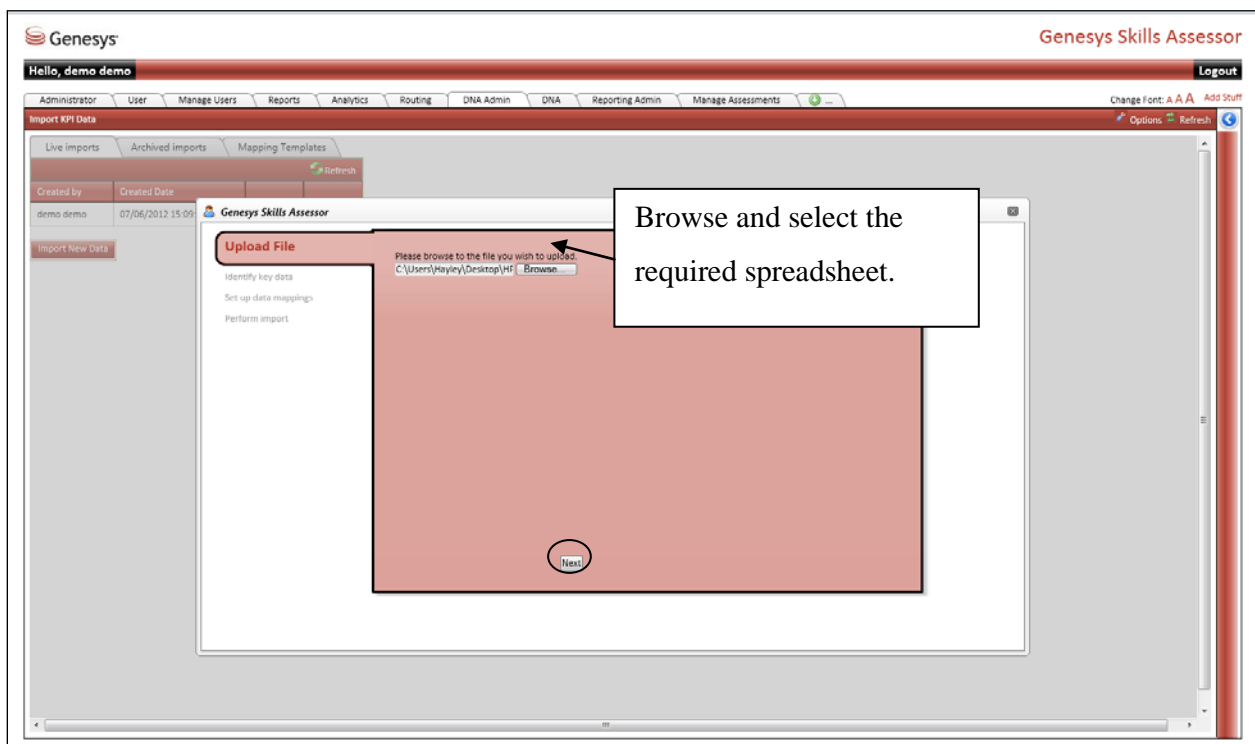 Genesys
Genesys Skills Assessor
Hello, demo demo
Logout
Administrator User Manage Users Reports Analytics Routing DNA Admin DNA Reporting Admin Manage Assessments ...
Change Font: A A A Add Stuff
Import KPI Data
Options Refresh
Live imports Archived imports Mapping Templates
Refresh
Created by Created Date
demo demo 07/06/2012 15:09:
Import New Data
Genesys Skills Assessor
Upload File
Identify key data
Set up data mappings
Perform import
Please browse to the file you wish to upload.
C:\Users\Hayley\Desktop\HF Browse...
Next
Browse and select the
required spreadsheet.